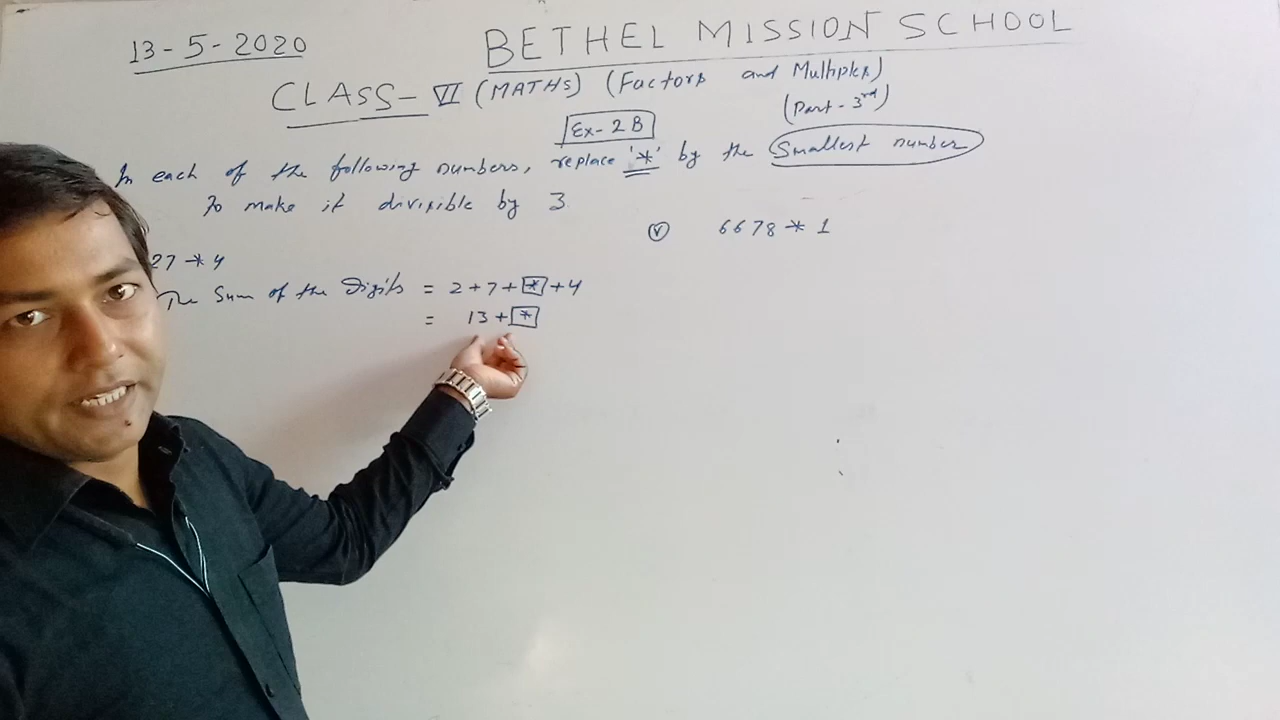 13-5-2020
BETHEL MISSION SCHOOL
CLASS- VI (MATHS) (Factors and Multiples)
(Part-3rd)
Ex-2B
In each of the following numbers, replace '*' by the Smallest number
To make it divisible by 3
27*4
The Sum of the Digits = 2+7+*+4
= 13+*
(v) 6678*1